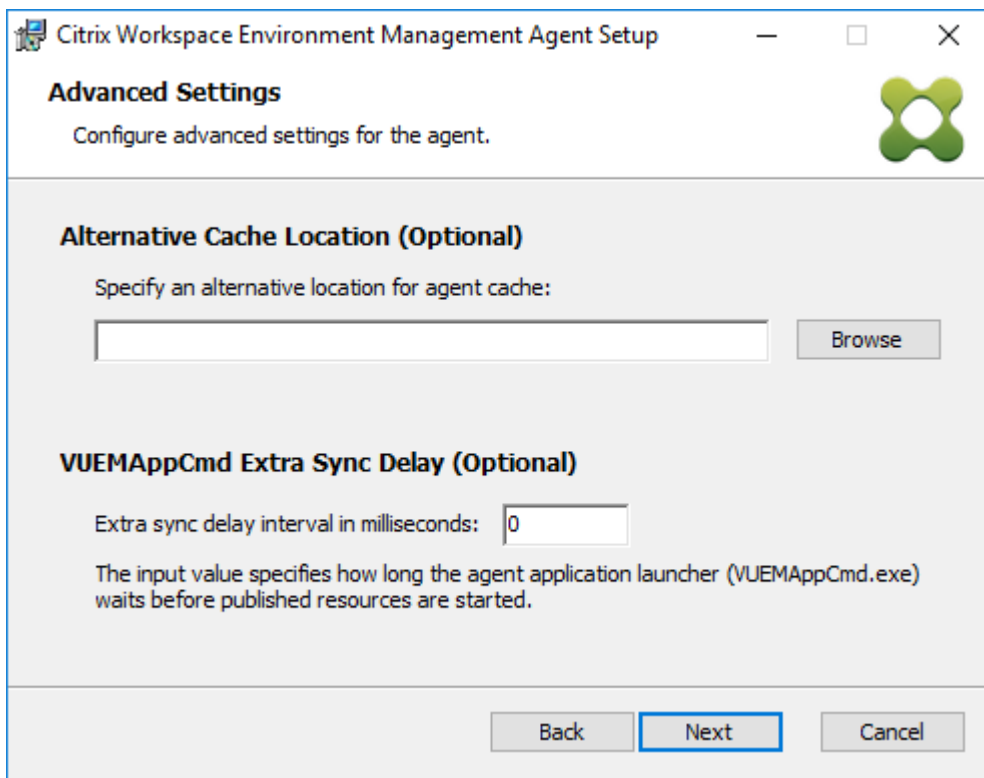 Citrix Workspace Environment Management Agent Setup
Advanced Settings
Configure advanced settings for the agent.
Alternative Cache Location (Optional)
Specify an alternative location for agent cache:
Browse
VUEMAppCmd Extra Sync Delay (Optional)
Extra sync delay interval in milliseconds: 0
The input value specifies how long the agent application launcher (VUEMAppCmd.exe)
waits before published resources are started.
Back Next Cancel